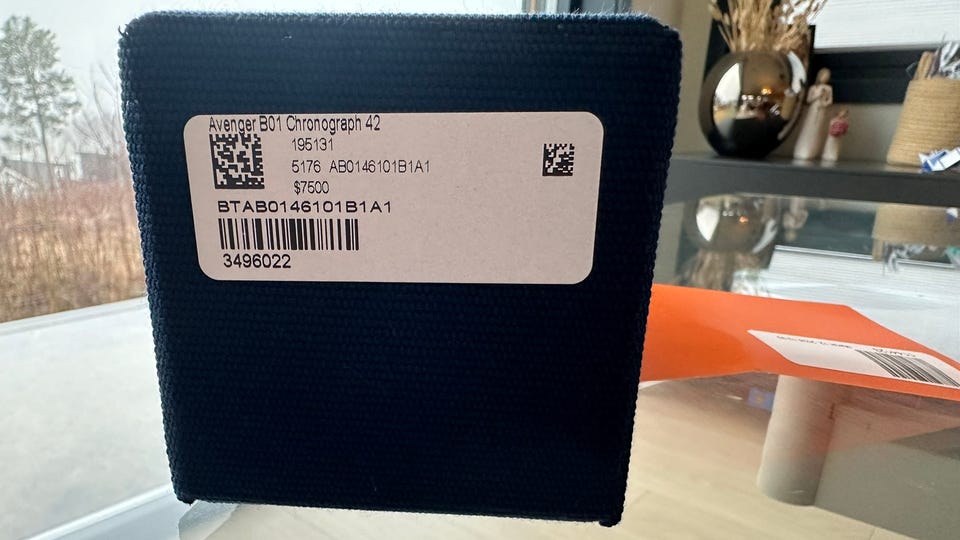 Avenger B01 Chronograph 42
195131
5176 AB0146101B1A1
$7500
BTAB0146101B1A1
3496022